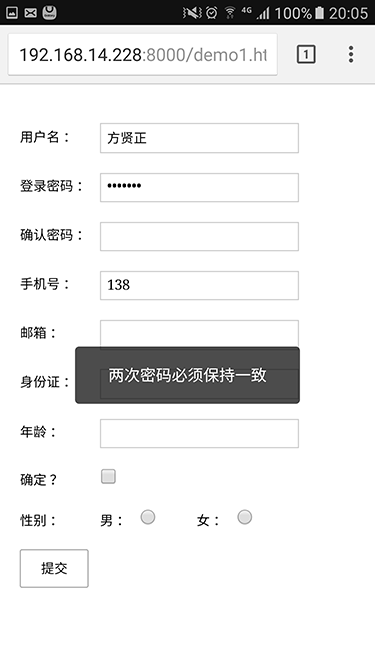 4G 100% 20:05
192.168.14.228:8000/demo1.ht
1
用户名： 方贤正
登录密码： •••••••
确认密码：
手机号： 138
邮箱：
身份证：
两次密码必须保持一致
年龄：
确定？
性别： 男： 女：
提交